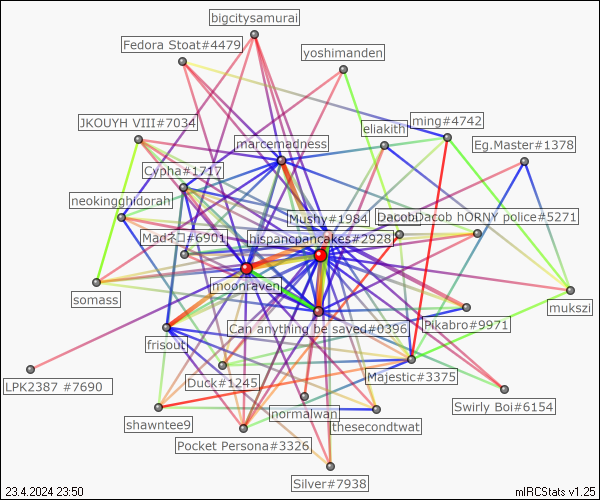 bigcitysamurai
Fedora Stoat#4479
yoshimanden
JKOUYH VIII#7034
eliakith
ming#4742
marcemadness
Eg.Master#1378
Cypha#1717
neokingghidorah
Mushy#1984
DacobDacob hORNY police#5271
Madネロ#6901
hispancpancakes#2928
moonraven
somass
mukszi
Can anything be saved#0396
Pikabro#9971
frisout
LPK2387 #7690
Duck#1245
Majestic#3375
normalwan
Swirly Boi#6154
shawntee9
thesecondtwat
Pocket Persona#3326
Silver#7938
23.4.2024 23:50
mIRCStats v1.25